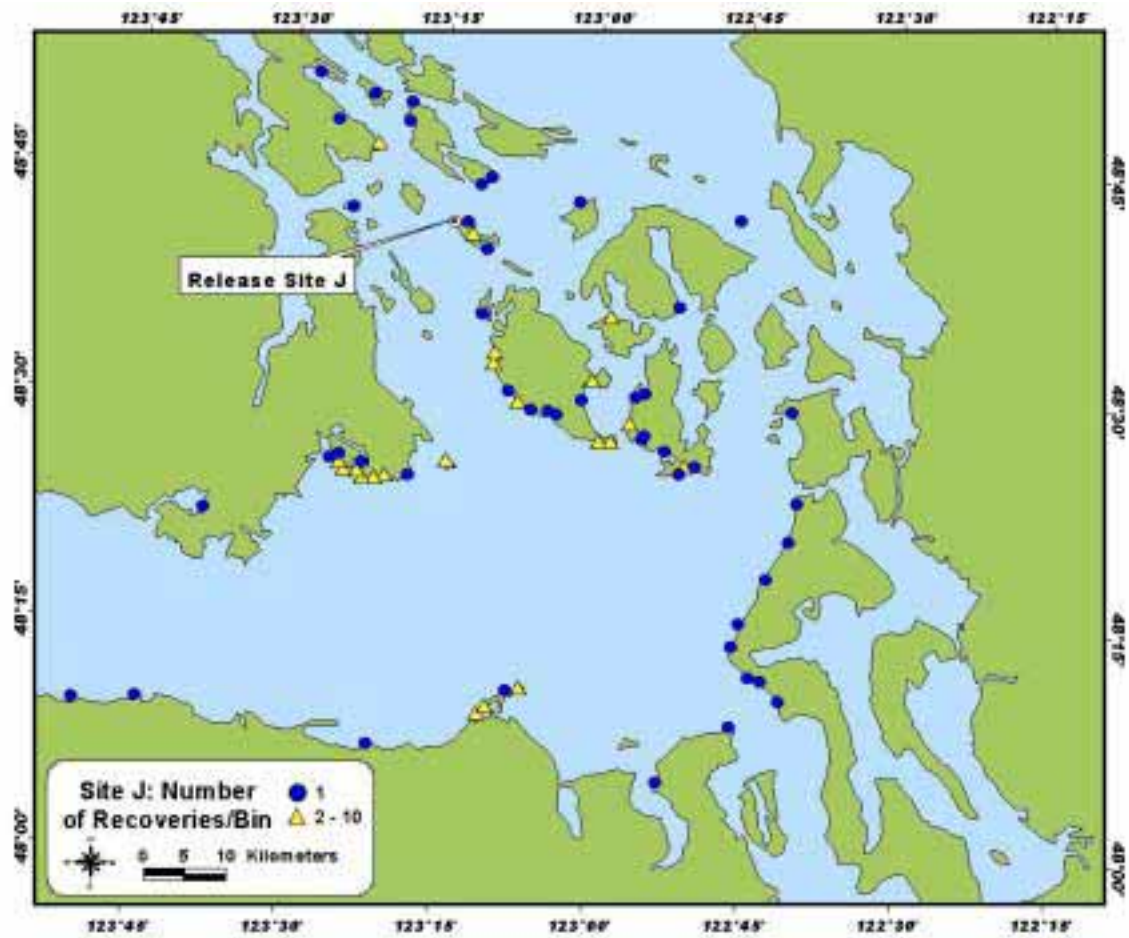 123°45' 123°30' 123°15' 123°00' 122°45' 122°30' 122°15'
48°45' 48°45'
Release Site J
48°30' 48°30'
48°15' 48°15'
Site J: Number
of Recoveries/Bin
1
2 - 10
0 5 10 Kilometers
48°00' 48°00'
123°45' 123°30' 123°15' 123°00' 122°45' 122°30' 122°15'